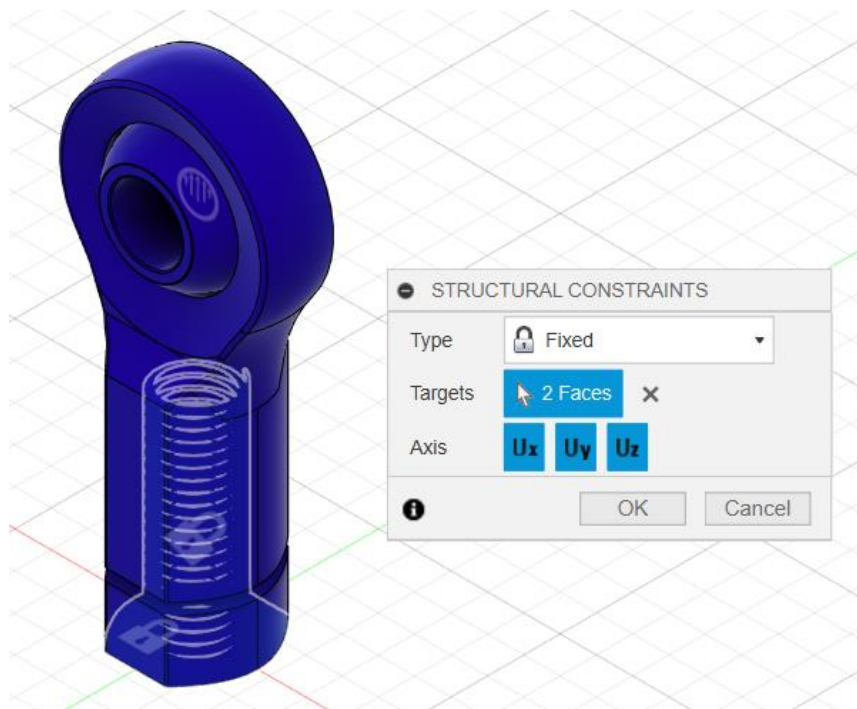 STRUCTURAL CONSTRAINTS
Type Fixed
Targets 2 Faces
Axis Ux Uy Uz
OK Cancel